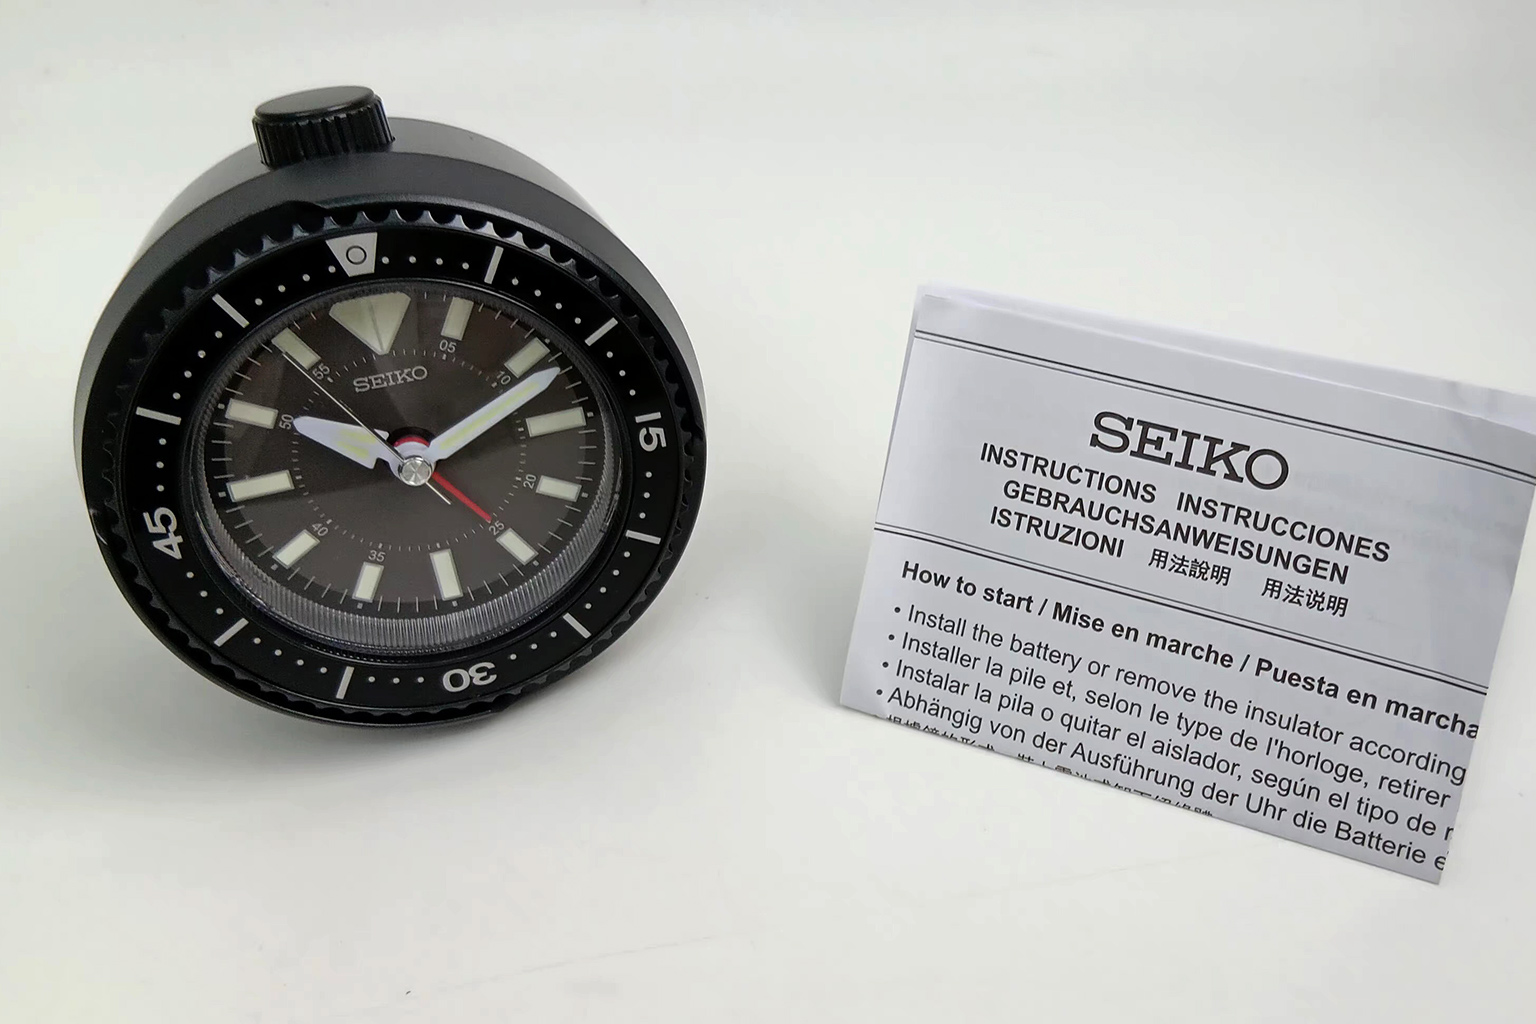 SEIKO
05
10
20
25
35
40
50
55
15
30
45
SEIKO
INSTRUCTIONS INSTRUCCIONES
GEBRAUCHSANWEISUNGEN
ISTRUZIONI 用法說明 用法说明
How to start / Mise en marche / Puesta en marcha
• Install the battery or remove the insulator according
• Installer la pile et, selon le type de l'horloge, retirer
• Instalar la pila o quitar el aislador, según el tipo de
• Abhängig von der Ausführung der Uhr die Batterie